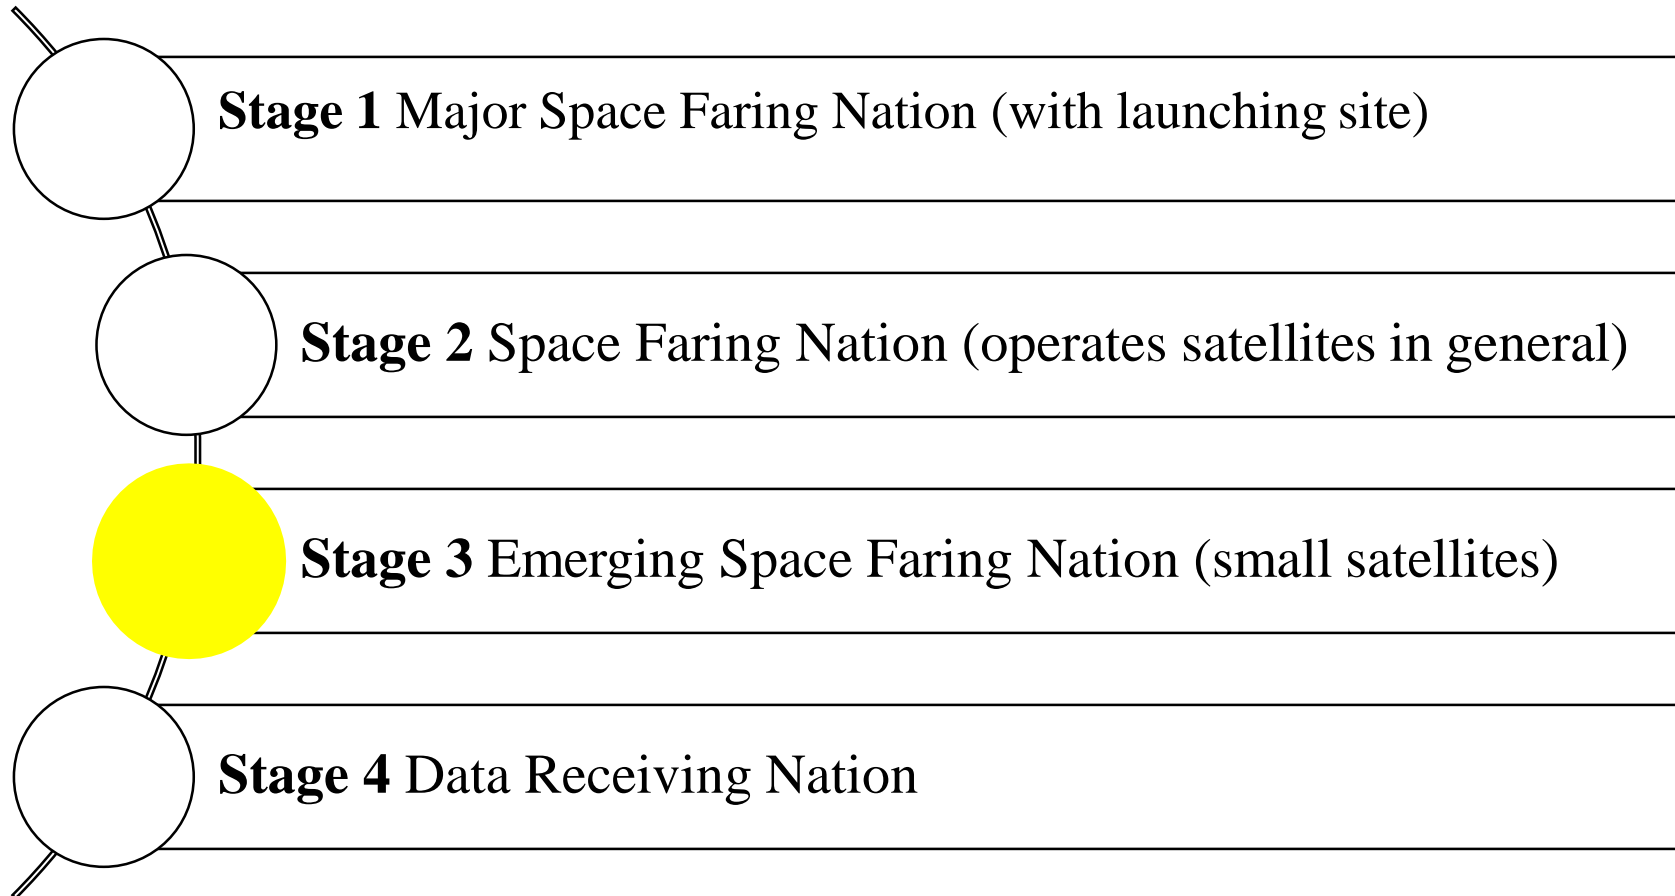 Stage 1 Major Space Faring Nation (with launching site)
Stage 2 Space Faring Nation (operates satellites in general)
Stage 3 Emerging Space Faring Nation (small satellites)
Stage 4 Data Receiving Nation